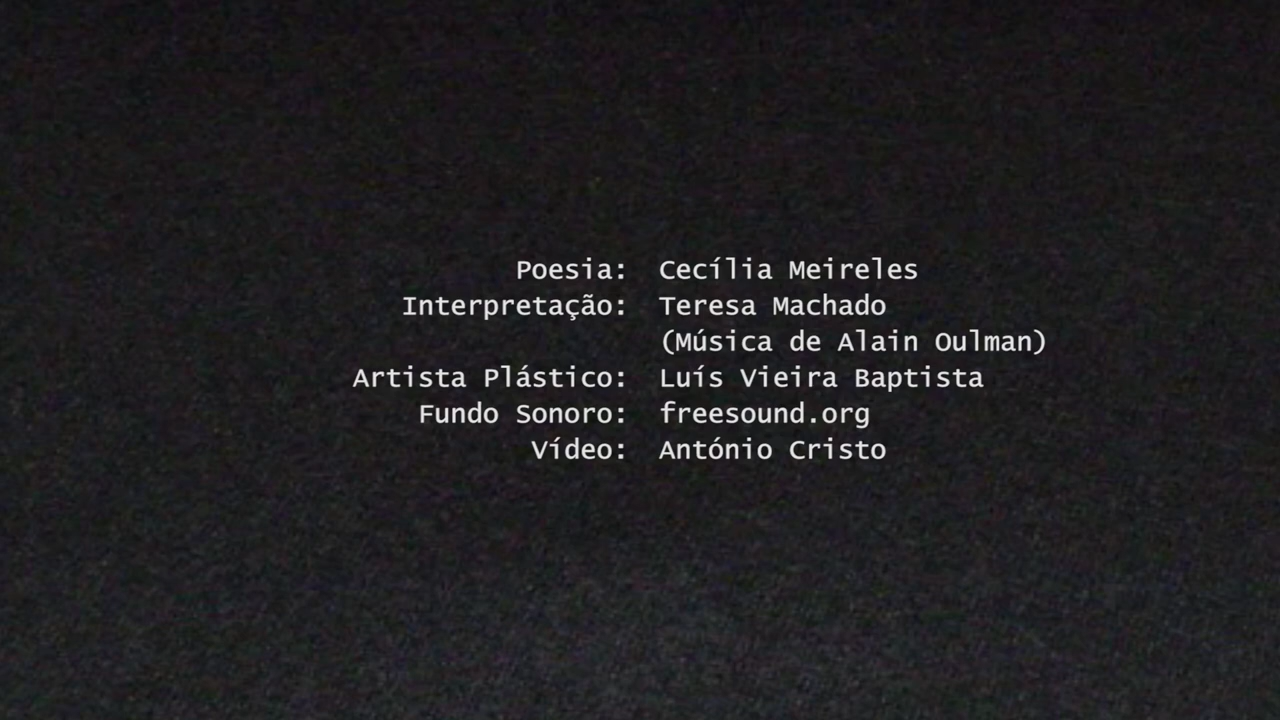 Poesia: Cecília Meireles
Interpretação: Teresa Machado
(Música de Alain Oulman)
Artista Plástico: Luís Vieira Baptista
Fundo Sonoro: freesound.org
Vídeo: António Cristo